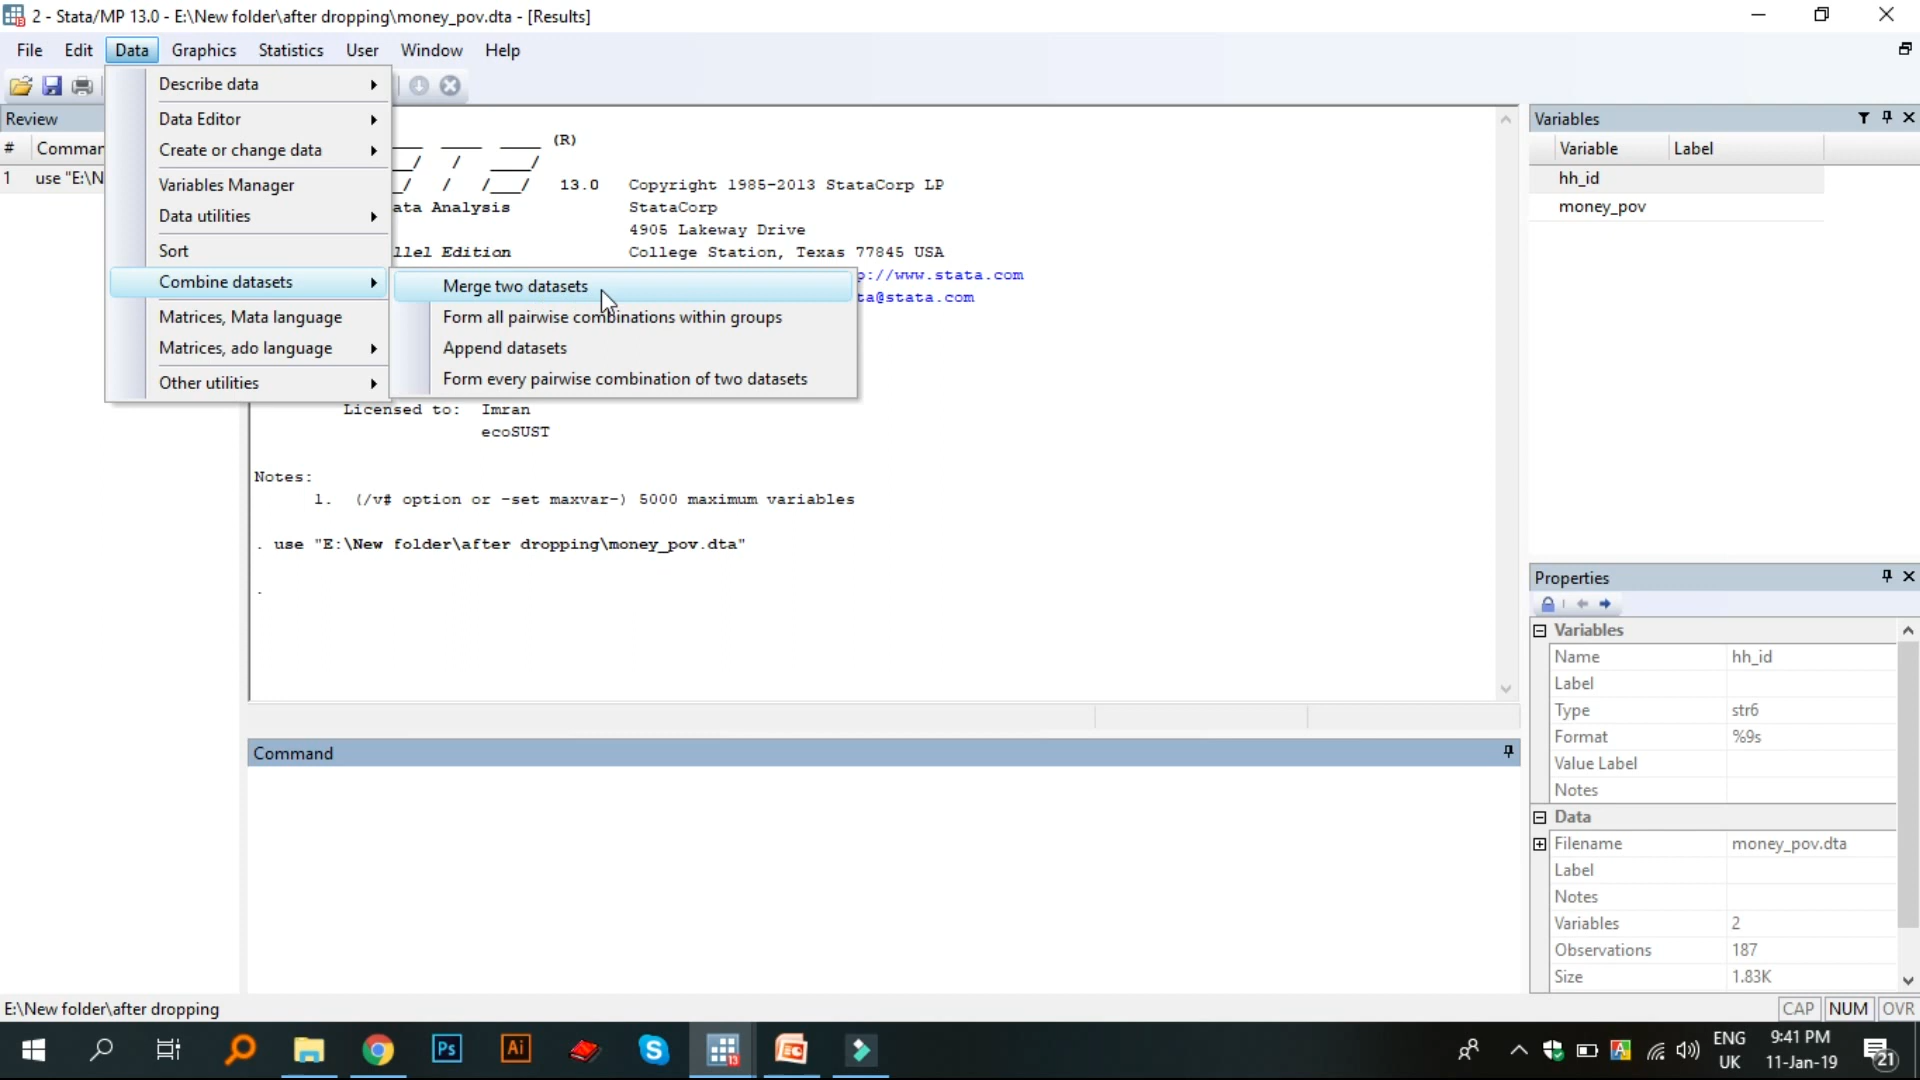 2 - Stata/MP 13.0 - E:\New folder\after dropping\money_pov.dta - [Results]
File Edit Data Graphics Statistics User Window Help
Review
# Comman
1 use "E:\N
Describe data
Data Editor
Create or change data
Variables Manager
Data utilities
Sort
Combine datasets
Matrices, Mata language
Matrices, ado language
Other utilities
Merge two datasets
Form all pairwise combinations within groups
Append datasets
Form every pairwise combination of two datasets
(R)
13.0 Copyright 1985-2013 StataCorp LP
ata Analysis StataCorp
4905 Lakeway Drive
llel Edition College Station, Texas 77845 USA
p://www.stata.com
ta@stata.com
Licensed to: Imran
ecoSUST
Notes:
1. (/v# option or -set maxvar-) 5000 maximum variables
. use "E:\New folder\after dropping\money_pov.dta"
.
Command
Variables
Variable Label
hh_id
money_pov
Properties
Variables
Name hh_id
Label
Type str6
Format %9s
Value Label
Notes
Data
Filename money_pov.dta
Label
Notes
Variables 2
Observations 187
Size 1.83K
E:\New folder\after dropping
CAP NUM OVR
Ps
Ai
13
A
ENG
UK
9:41 PM
11-Jan-19
21